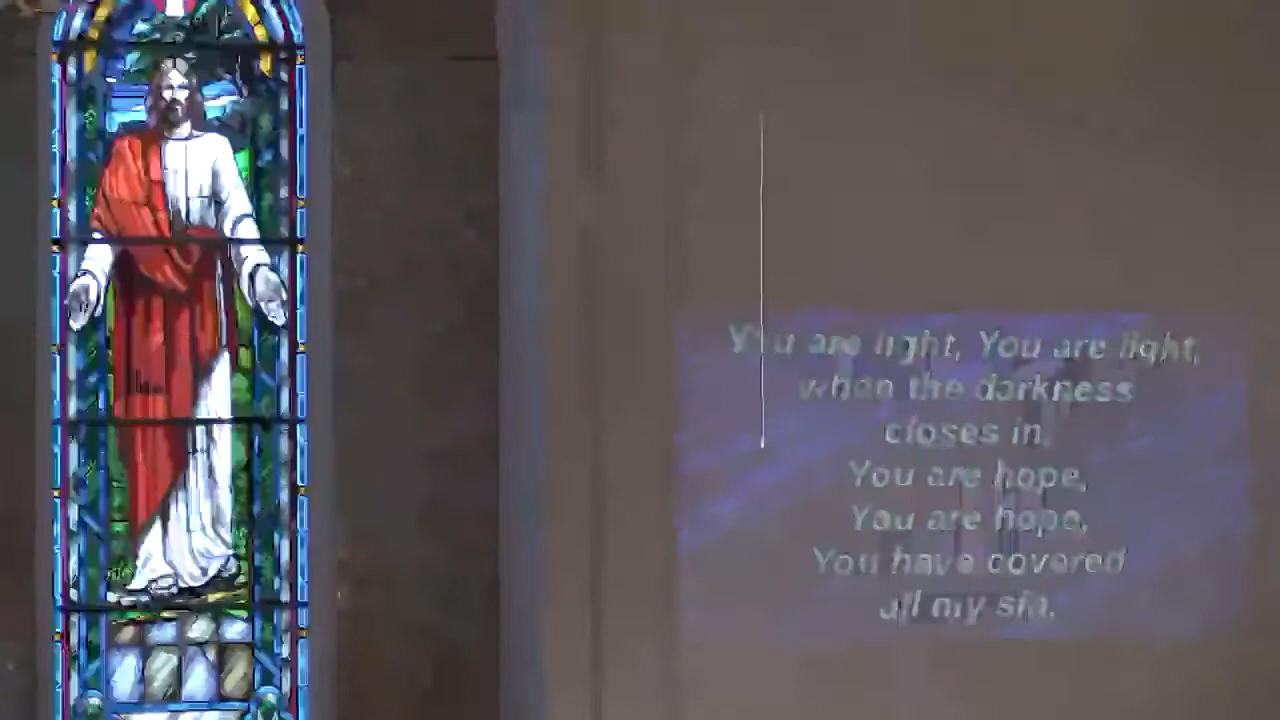 You are light, You are light,
when the darkness
closes in.
You are hope,
You are hope,
You have covered
all my sin.